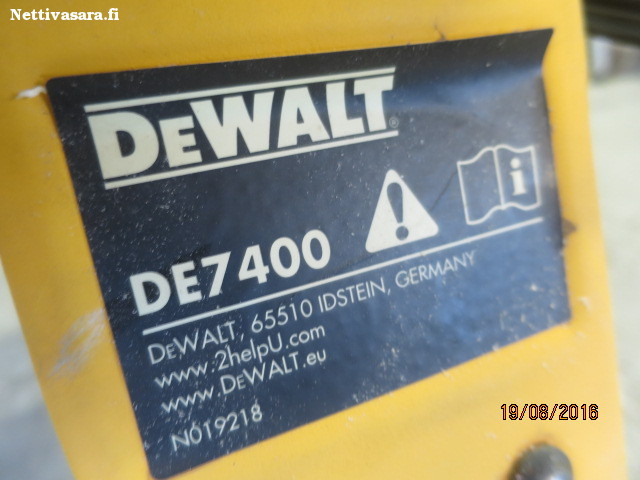 Nettivasara.fi
DEWALT®
DE7400
DEWALT, 65510 IDSTEIN, GERMANY
www.2helpU.com
www.DEWALT.eu
N019218
19/08/2016